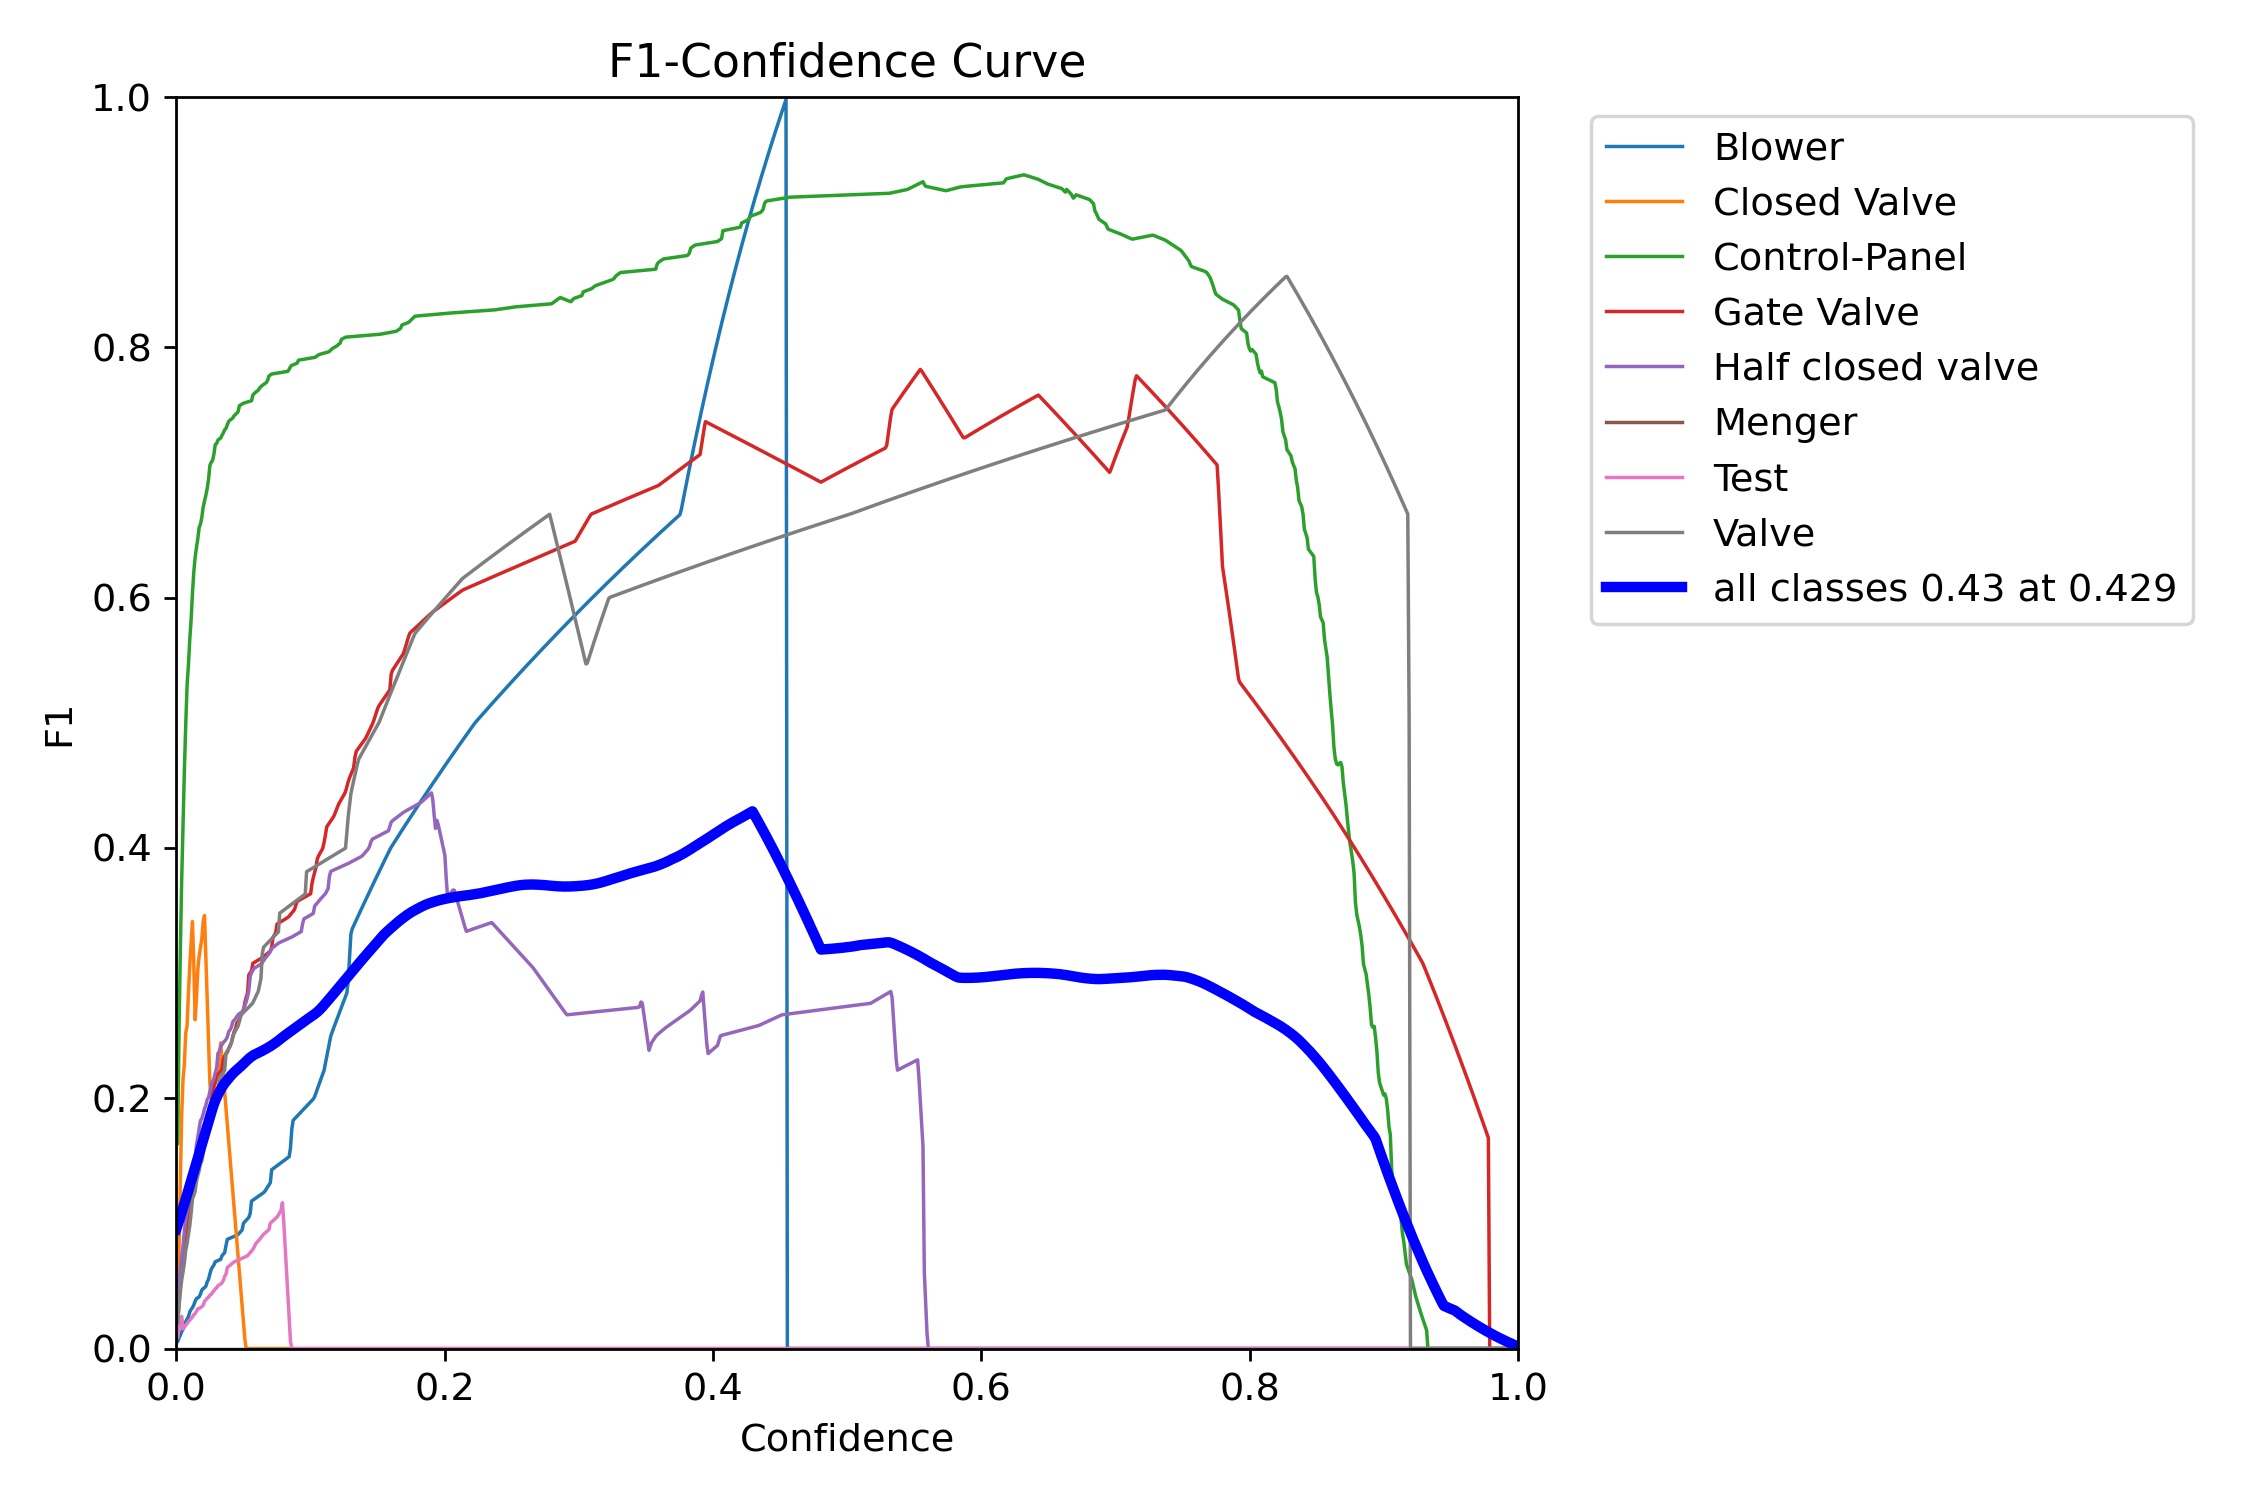 F1-Confidence Curve
1.0
0.8
0.6
0.4
0.2
0.0
F1
0.0 0.2 0.4 0.6 0.8 1.0
Confidence
Blower
Closed Valve
Control-Panel
Gate Valve
Half closed valve
Menger
Test
Valve
all classes 0.43 at 0.429